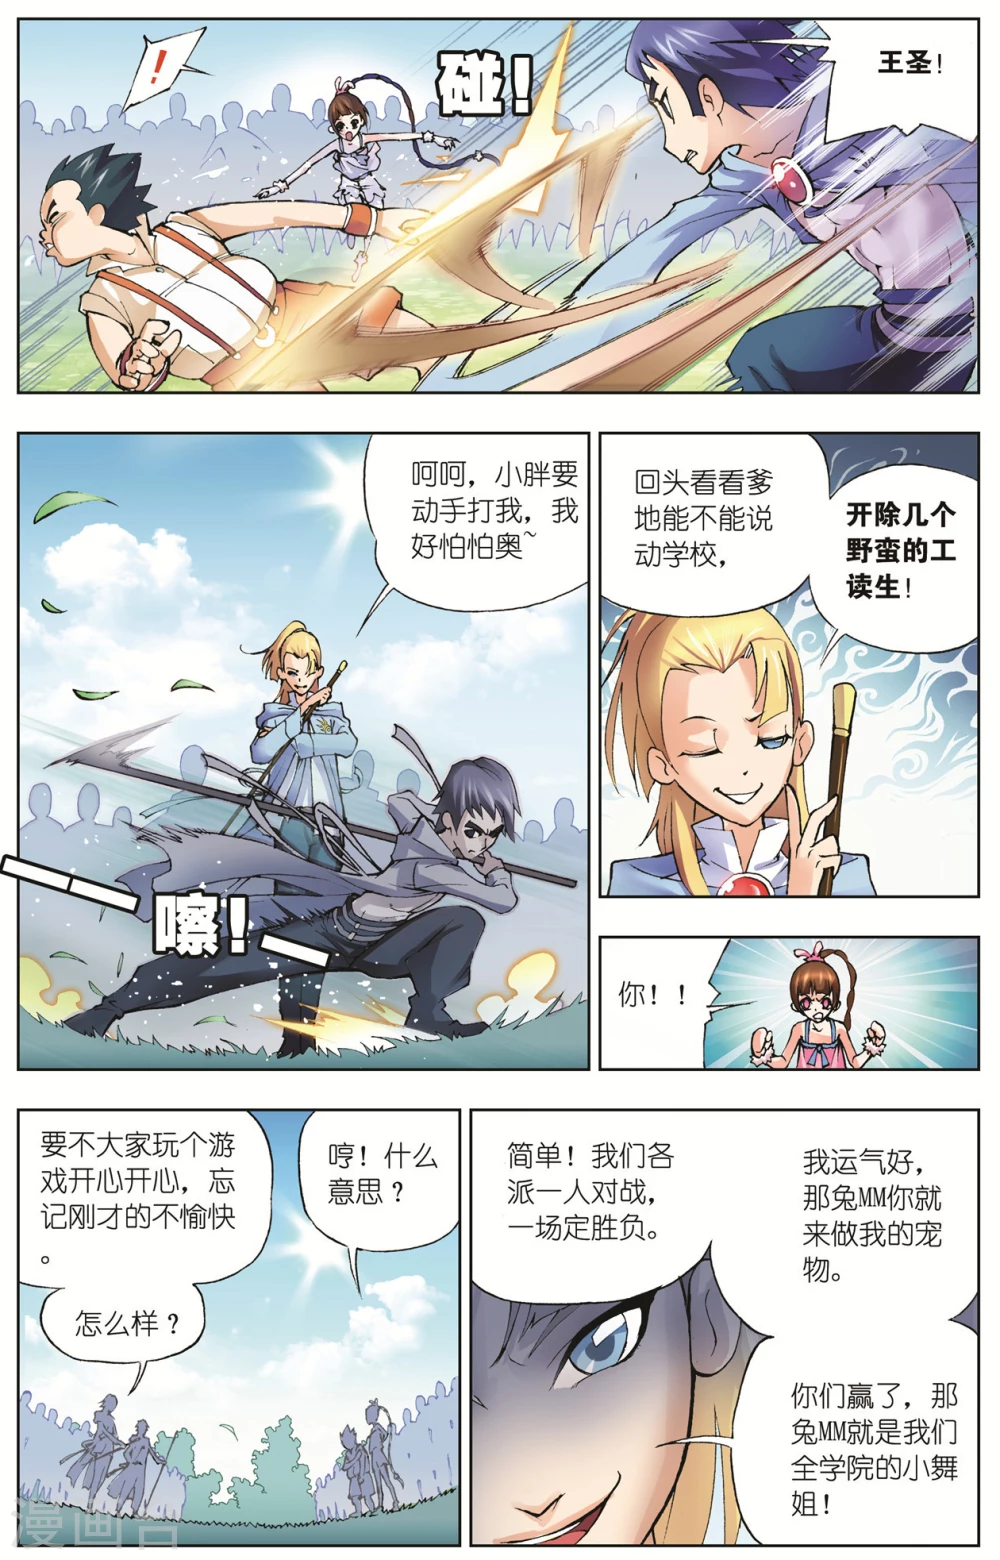 ！
碰！
王圣！
呵呵，小胖要
动手打我，我
好怕怕奥~
嚓！
回头看看爹
地能不能说
动学校，
开除几个
野蛮的工
读生！
你！！
要不大家玩个游
戏开心开心，忘
记刚才的不愉快
。
怎么样？
哼！什么
意思？
简单！我们各
派一人对战，
一场定胜负。
我运气好，
那兔MM你就
来做我的宠
物。
你们赢了，那
兔MM就是我们
全学院的小舞
姐！
漫画台